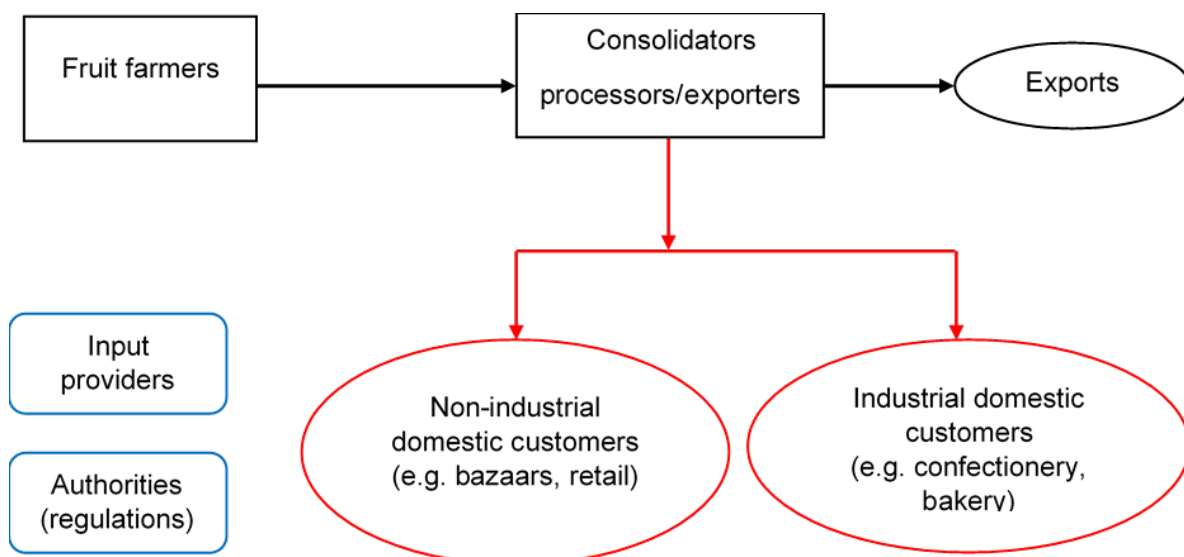 Fruit farmers
Consolidators
processors/exporters
Exports
Input
providers
Authorities
(regulations)
Non-industrial
domestic customers
(e.g. bazaars, retail)
Industrial domestic
customers
(e.g. confectionery,
bakery)